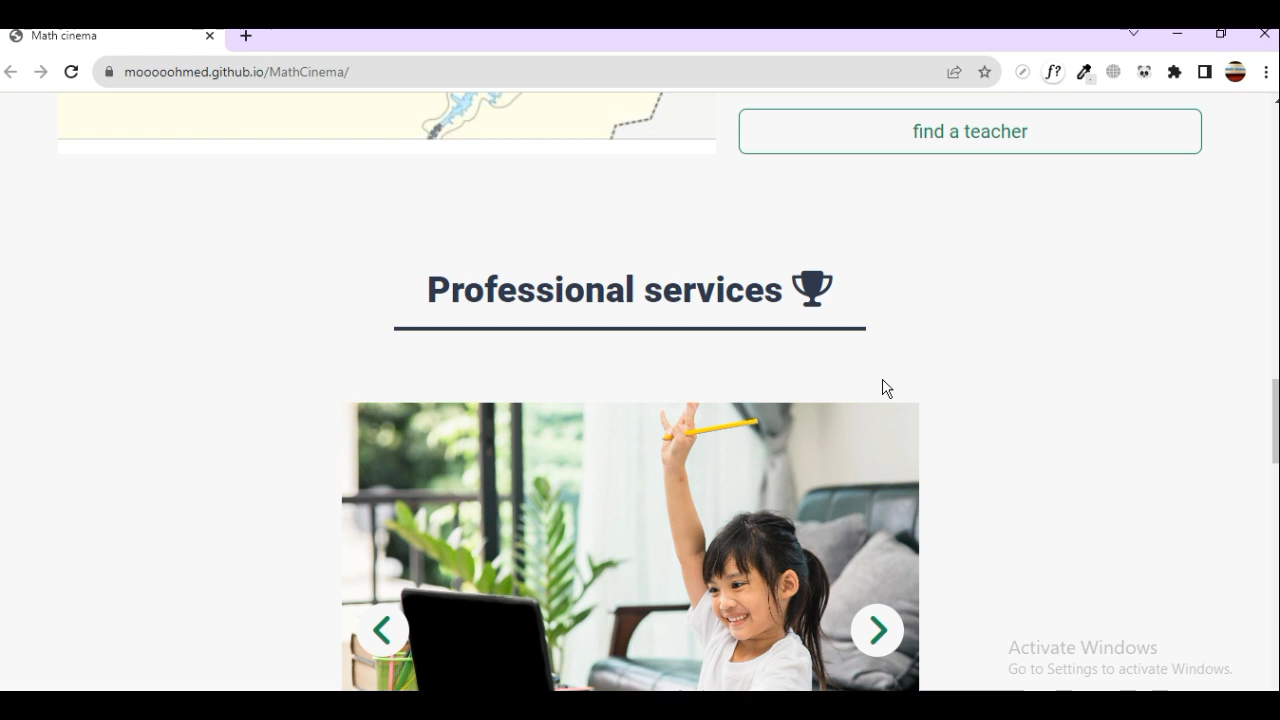 Math cinema
mooooohmed.github.io/MathCinema/
f?
find a teacher
Professional services
Activate Windows
Go to Settings to activate Windows.